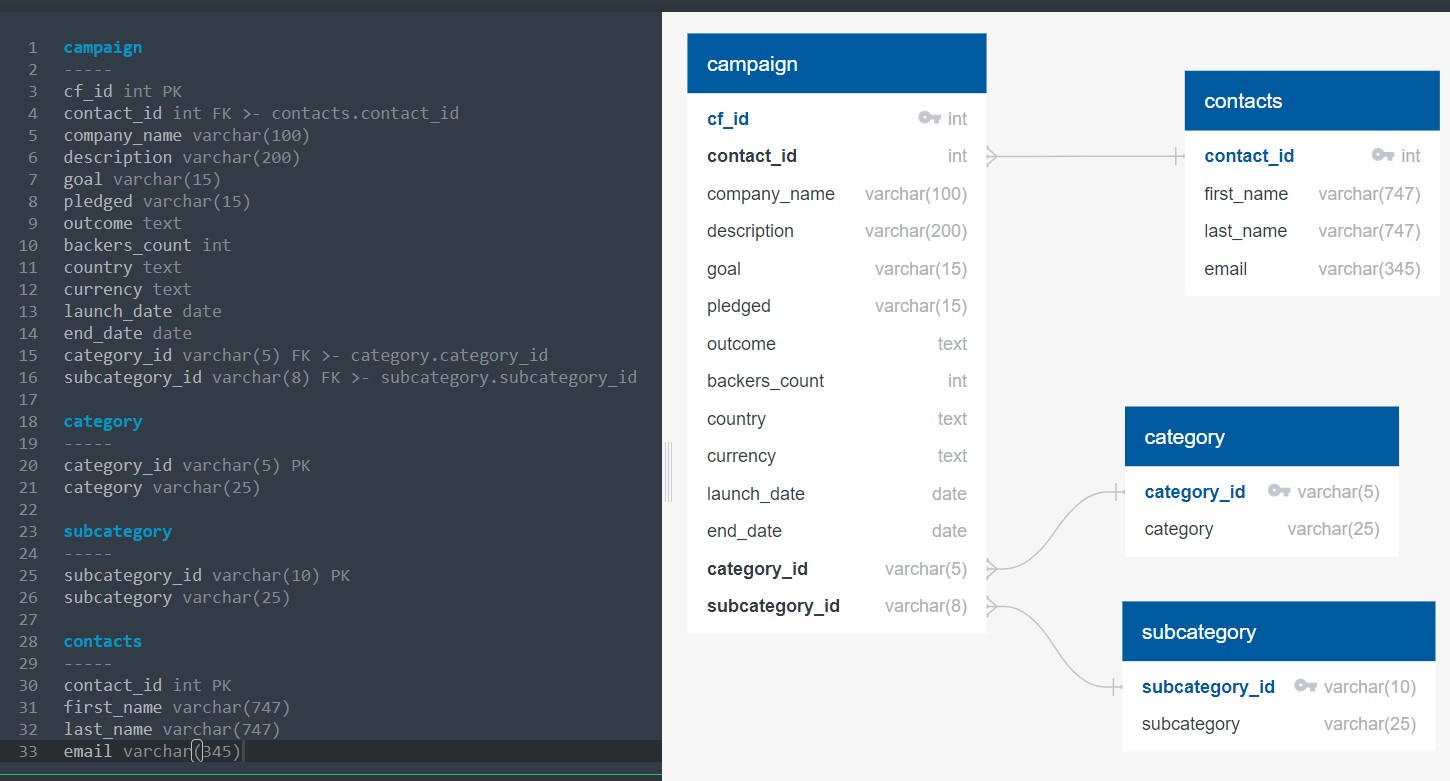 1 campaign
2 -----
3 cf_id int PK
4 contact_id int FK >- contacts.contact_id
5 company_name varchar(100)
6 description varchar(200)
7 goal varchar(15)
8 pledged varchar(15)
9 outcome text
10 backers_count int
11 country text
12 currency text
13 launch_date date
14 end_date date
15 category_id varchar(5) FK >- category.category_id
16 subcategory_id varchar(8) FK >- subcategory.subcategory_id
17
18 category
19 -----
20 category_id varchar(5) PK
21 category varchar(25)
22
23 subcategory
24 -----
25 subcategory_id varchar(10) PK
26 subcategory varchar(25)
27
28 contacts
29 -----
30 contact_id int PK
31 first_name varchar(747)
32 last_name varchar(747)
33 email varchar(345)
campaign
cf_id int
contact_id int
company_name varchar(100)
description varchar(200)
goal varchar(15)
pledged varchar(15)
outcome text
backers_count int
country text
currency text
launch_date date
end_date date
category_id varchar(5)
subcategory_id varchar(8)
contacts
contact_id int
first_name varchar(747)
last_name varchar(747)
email varchar(345)
category
category_id varchar(5)
category varchar(25)
subcategory
subcategory_id varchar(10)
subcategory varchar(25)